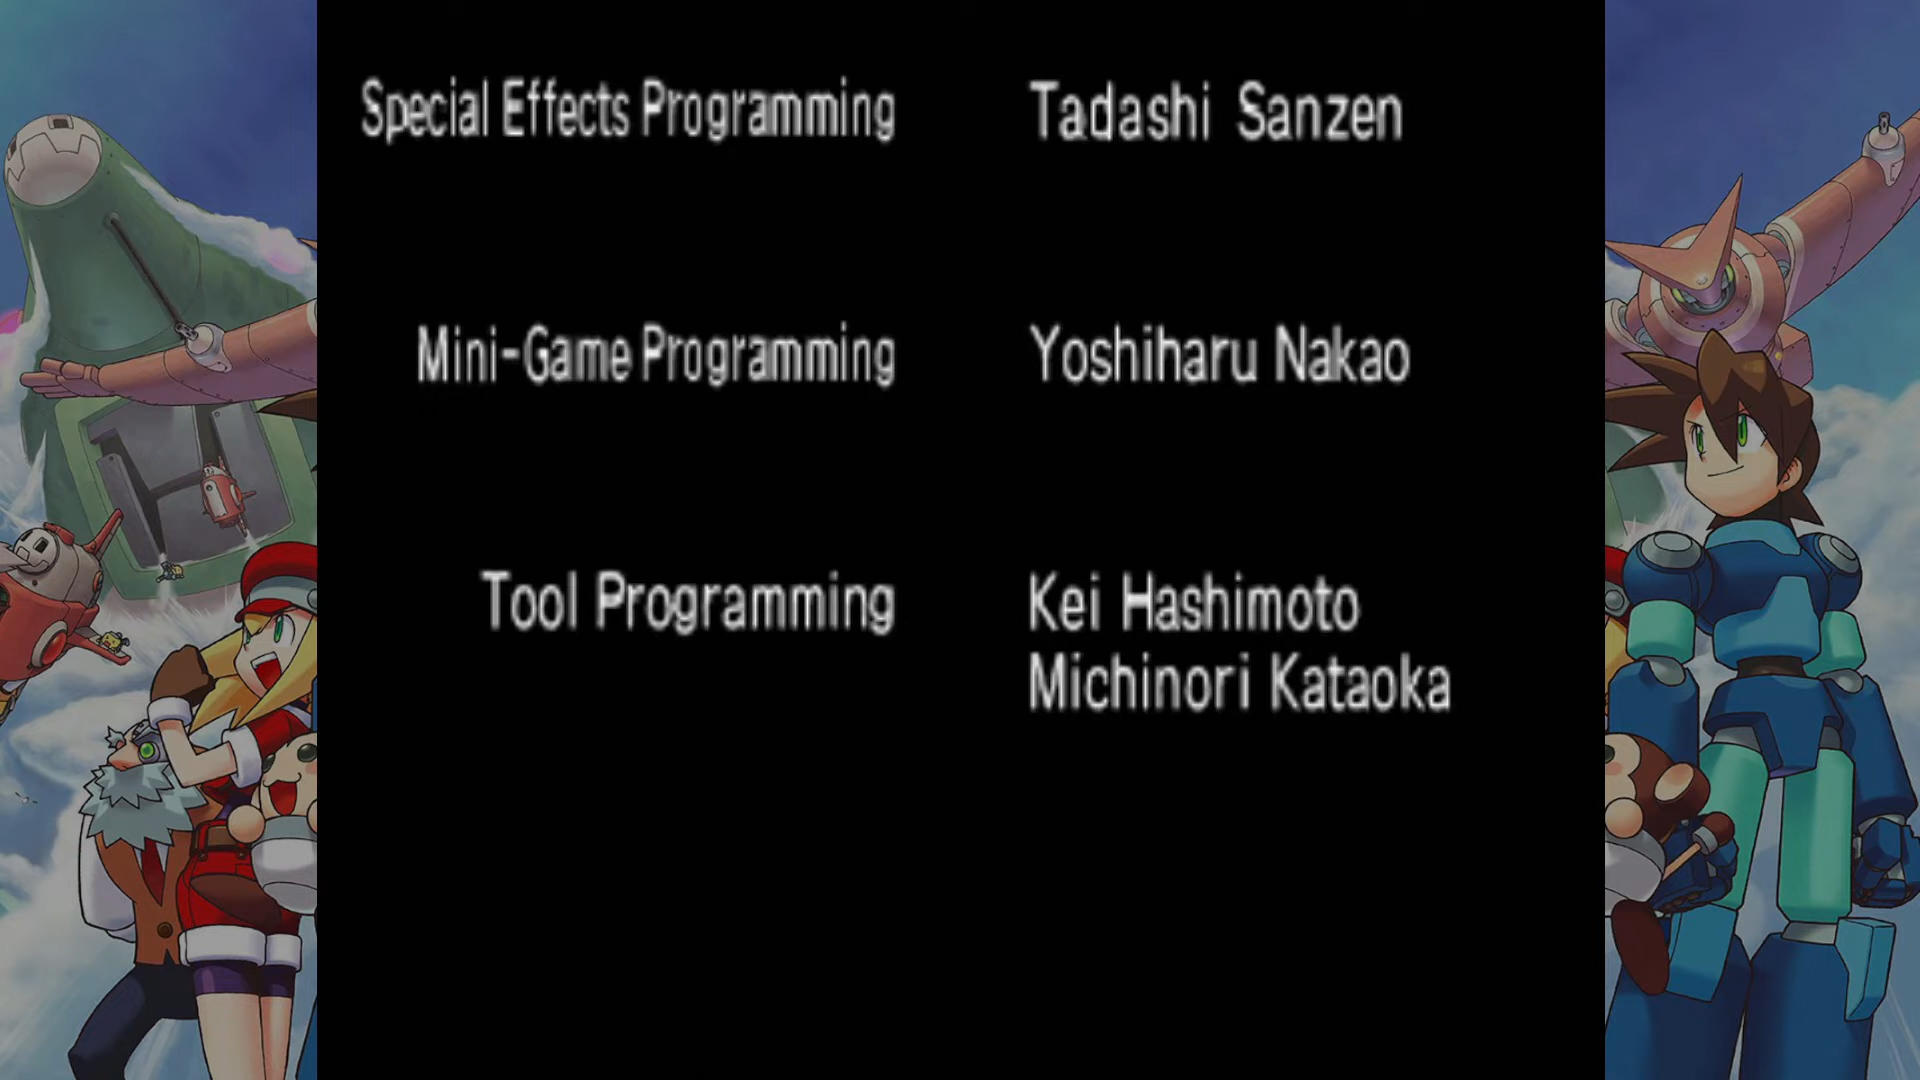 Special Effects Programming Tadashi Sanzen
Mini-Game Programming Yoshiharu Nakao
Tool Programming Kei Hashimoto
Michinori Kataoka